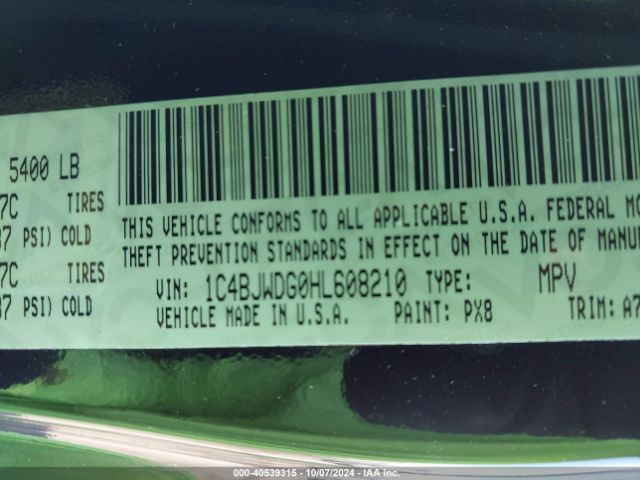 5400 LB
7C TIRES
37 PSI) COLD
7C TIRES
37 PSI) COLD
THIS VEHICLE CONFORMS TO ALL APPLICABLE U.S.A. FEDERAL MO
THEFT PREVENTION STANDARDS IN EFFECT ON THE DATE OF MANU
VIN: 1C4BJWDG0HL608210 TYPE: MPV
VEHICLE MADE IN U.S.A. PAINT: PX8 TRIM: A7
000-40539315 - 10/07/2024 - IAA Inc.